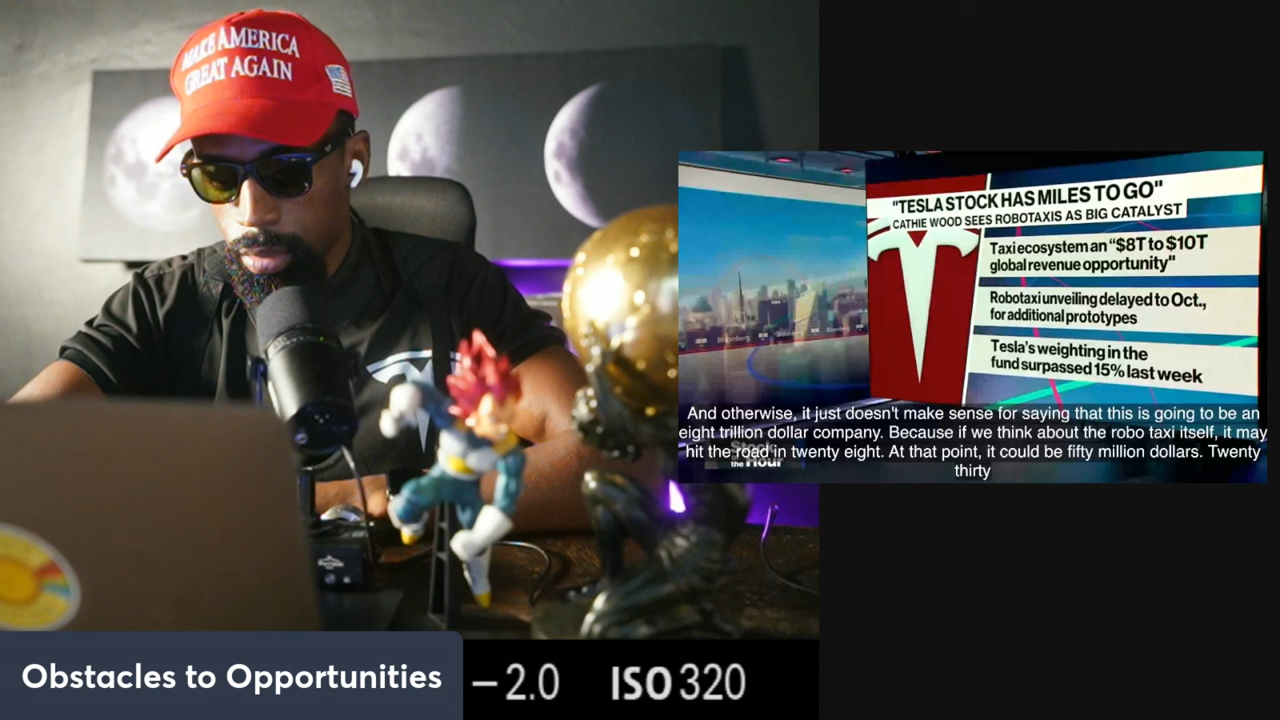 MAKE AMERICA
GREAT AGAIN
"TESLA STOCK HAS MILES TO GO"
CATHIE WOOD SEES ROBOTAXIS AS BIG CATALYST
Taxi ecosystem an "$8T to $10T
global revenue opportunity"
Robotaxi unveiling delayed to Oct.,
for additional prototypes
Tesla's weighting in the
fund surpassed 15% last week
And otherwise, it just doesn't make sense for saying that this is going to be an
eight trillion dollar company. Because if we think about the robo taxi itself, it may
hit the road in twenty eight. At that point, it could be fifty million dollars. Twenty
thirty
Stock
the Hour
Obstacles to Opportunities
– 2.0 ISO 320